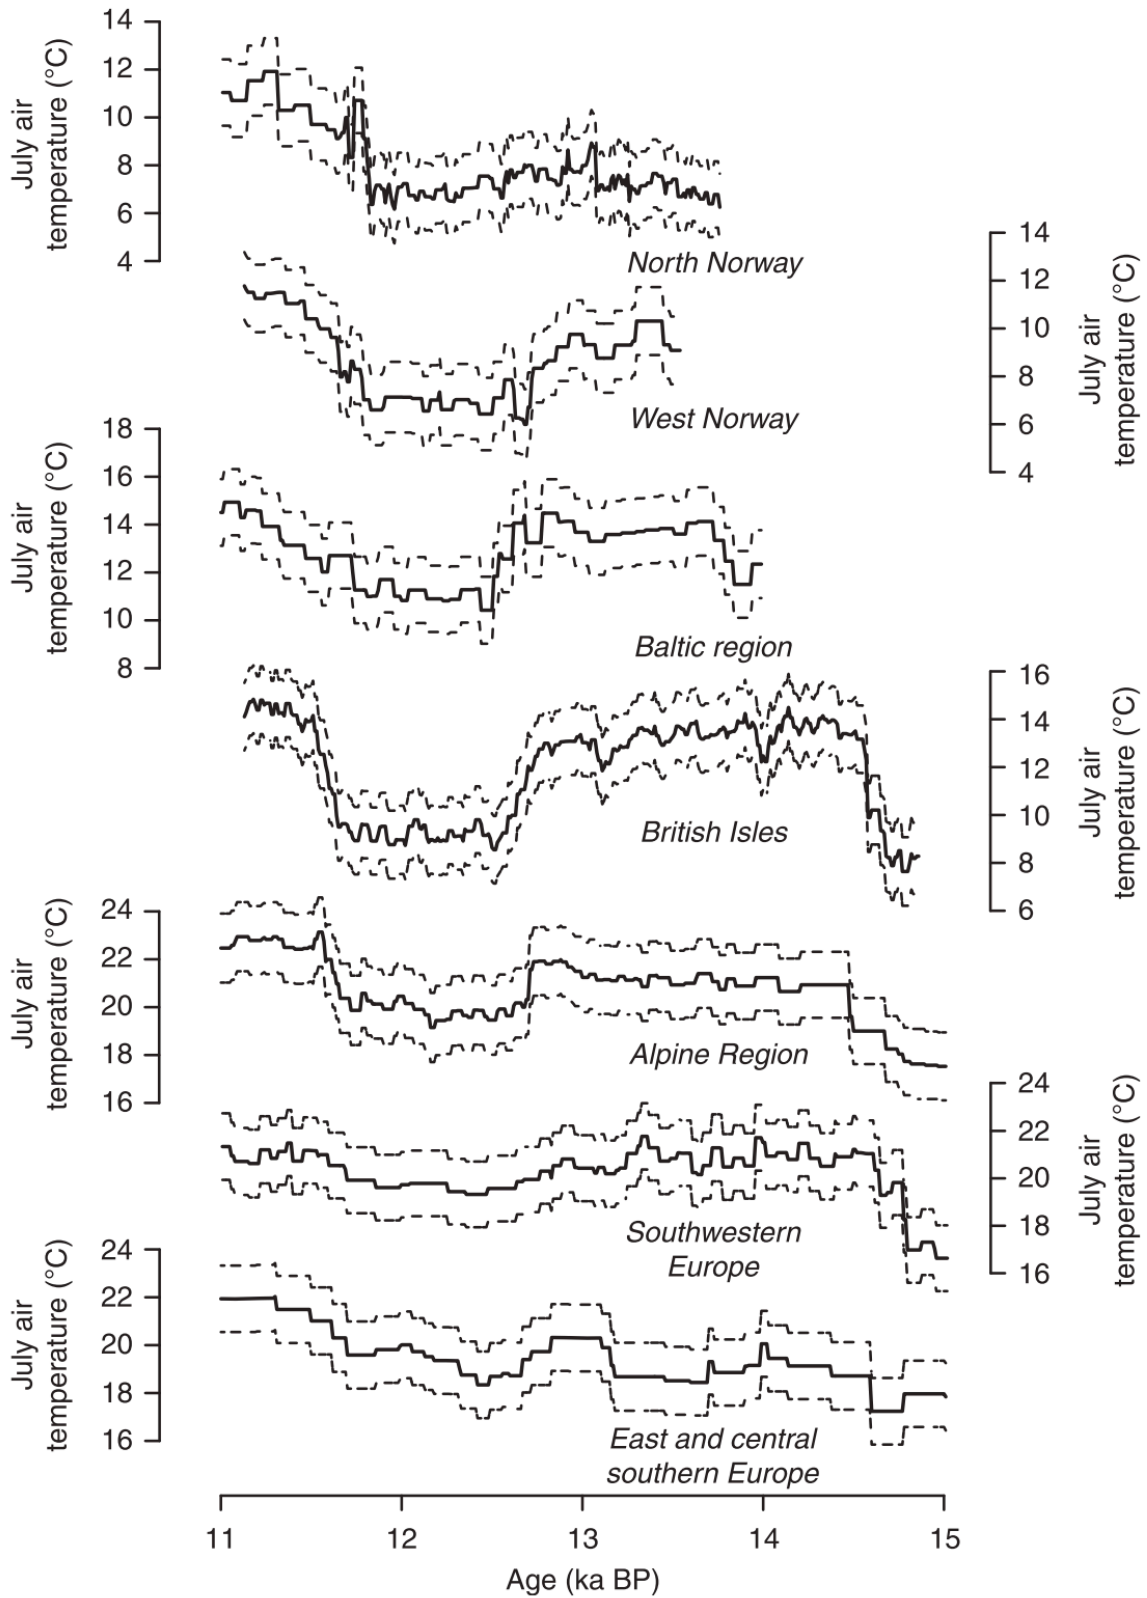 14
12
10
8
6
4
July air
temperature (°C)
North Norway
14
12
10
8
6
4
July air
temperature (°C)
West Norway
18
16
14
12
10
8
July air
temperature (°C)
Baltic region
16
14
12
10
8
6
July air
temperature (°C)
British Isles
24
22
20
18
16
July air
temperature (°C)
Alpine Region
24
22
20
18
16
July air
temperature (°C)
Southwestern
Europe
24
22
20
18
16
July air
temperature (°C)
East and central
southern Europe
11 12 13 14 15
Age (ka BP)